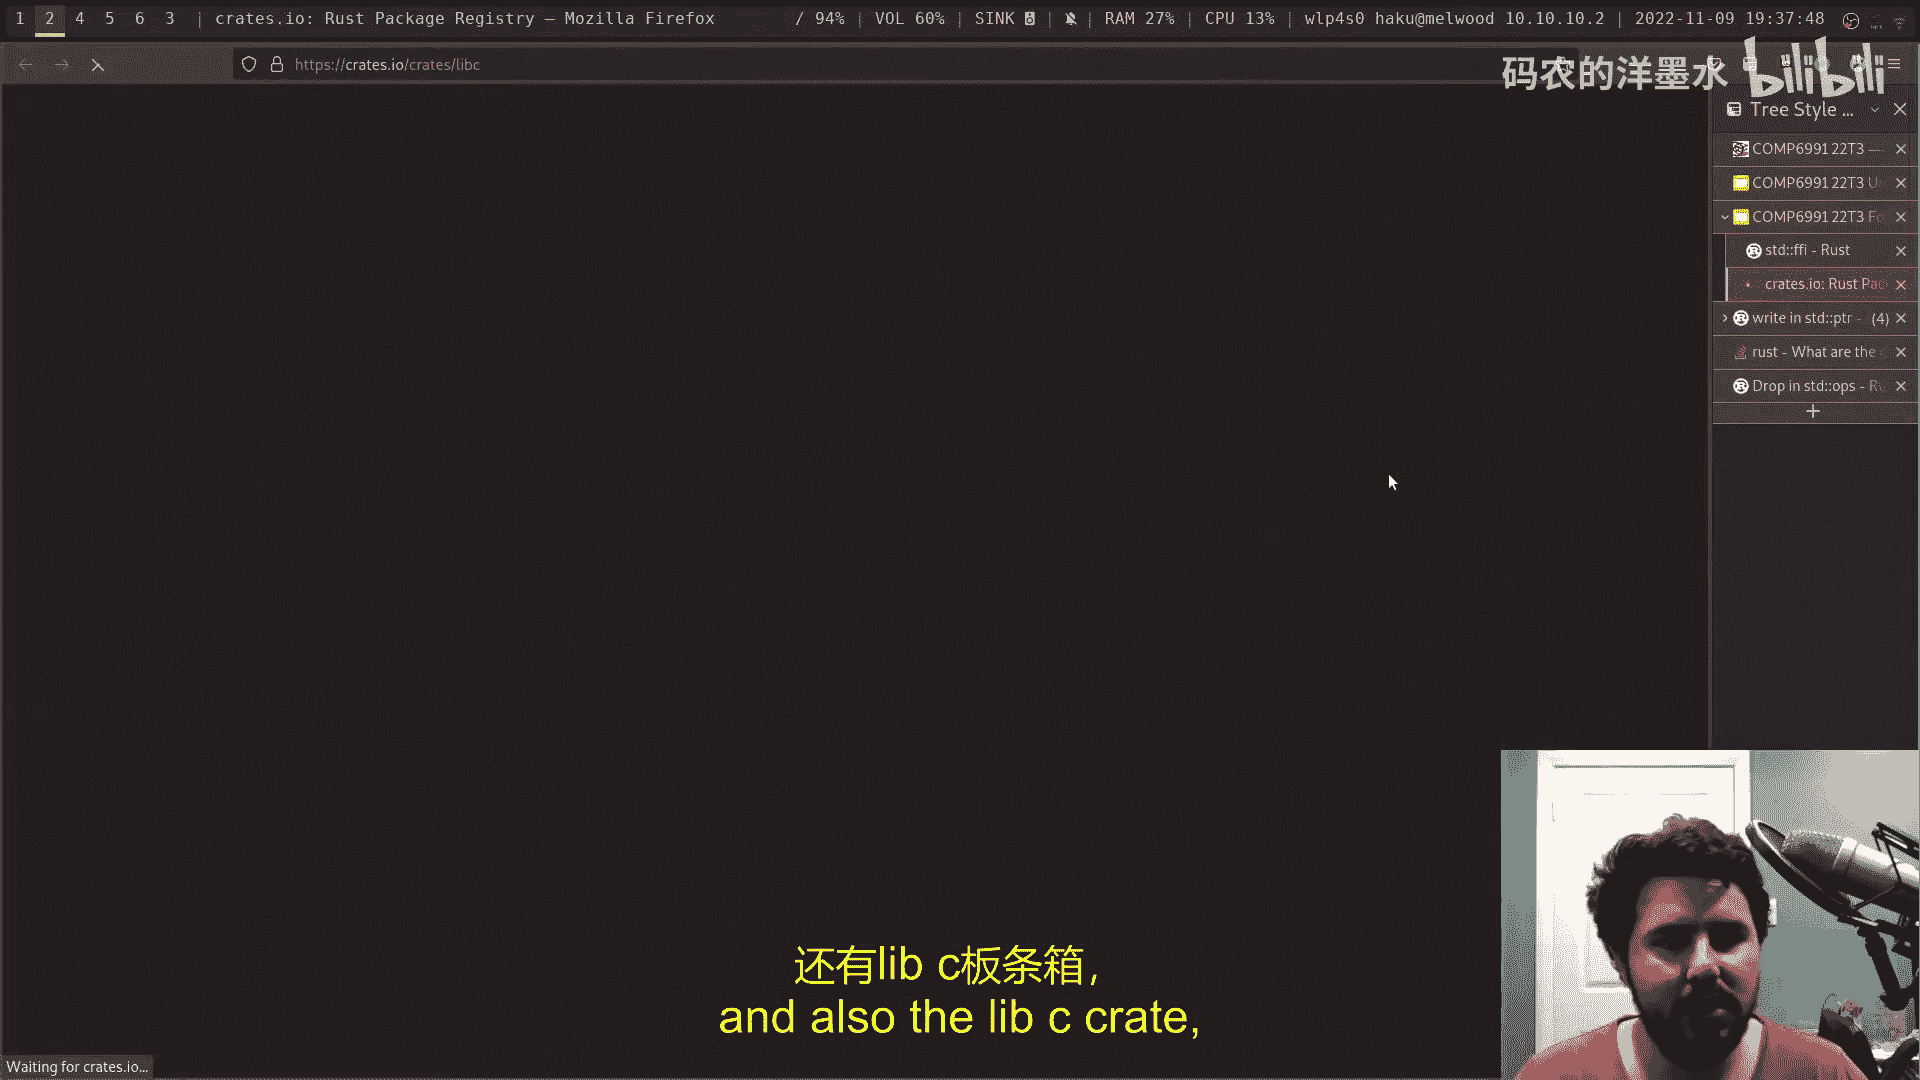 1 2 4 5 6 3 | crates.io: Rust Package Registry — Mozilla Firefox / 94% | VOL 60% | SINK | | RAM 27% | CPU 13% | wlp4s0 haku@melwood 10.10.10.2 | 2022-11-09 19:37:48
https://crates.io/crates/libc
码农的洋墨水 bilibili
Tree Style ...
COMP6991 22T3 —
COMP6991 22T3 U
COMP6991 22T3 Fo
std::ffi - Rust
crates.io: Rust Pac
write in std::ptr - (4)
rust - What are the
Drop in std::ops - Ru
还有lib c板条箱，
and also the lib c crate,
Waiting for crates.io...